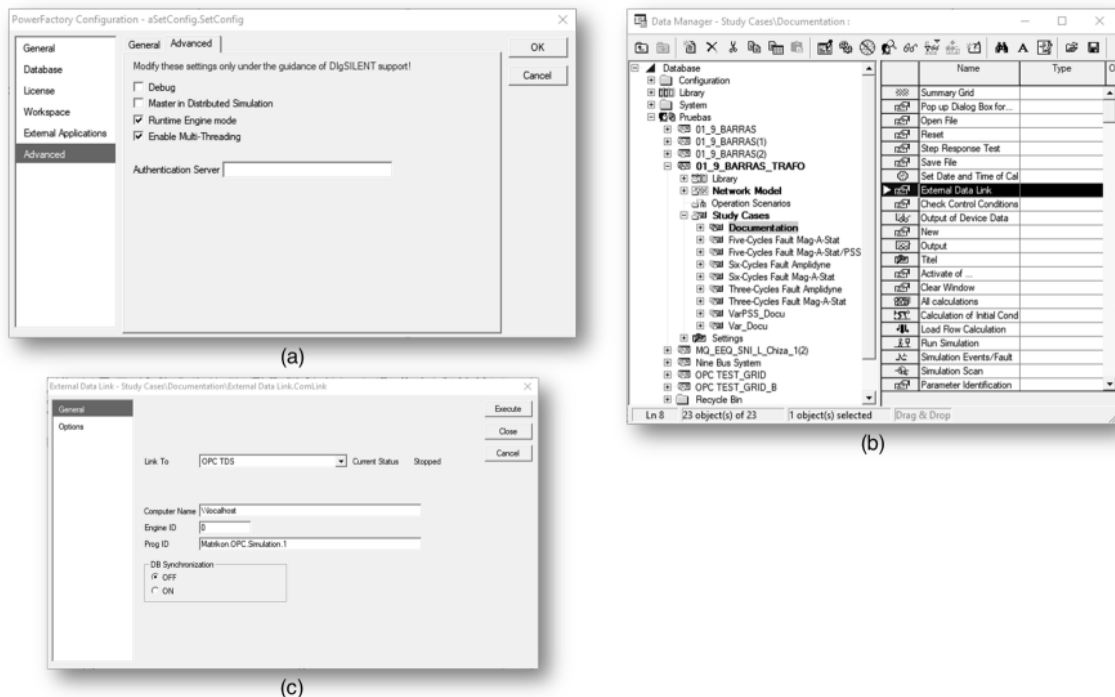 PowerFactory Configuration - aSetConfig.SetConfig
General
Database
License
Workspace
External Applications
Advanced
General Advanced
Modify these settings only under the guidance of DIgSILENT support!
Debug
Master in Distributed Simulation
Runtime Engine mode
Enable Multi-Threading
Authentication Server
OK
Cancel
(a)
Data Manager - Study Cases\Documentation :
Database
Configuration
Library
System
Pruebas
01_9_BARRAS
01_9_BARRAS(1)
01_9_BARRAS(2)
01_9_BARRAS_TRAFO
Library
Network Model
Operation Scenarios
Study Cases
Documentation
Five-Cycles Fault Mag-A-Stat
Five-Cycles Fault Mag-A-Stat/PSS
Six-Cycles Fault Amplidyne
Six-Cycles Fault Mag-A-Stat
Three-Cycles Fault Amplidyne
Three-Cycles Fault Mag-A-Stat
VarPSS_Docu
Var_Docu
Settings
MQ_EEQ_SNI_L_Chiza_1(2)
Nine Bus System
OPC TEST_GRID
OPC TEST_GRID_B
Recycle Bin
Name Type O
Summary Grid
Pop up Dialog Box for...
Open File
Reset
Step Response Test
Save File
Set Date and Time of Cal
External Data Link
Check Control Conditions
Output of Device Data
New
Output
Titel
Activate of ...
Clear Window
All calculations
Calculation of Initial Cond
Load Flow Calculation
Run Simulation
Simulation Events/Fault
Simulation Scan
Parameter Identification
Ln 8 23 object(s) of 23 1 object(s) selected Drag & Drop
(b)
External Data Link - Study Cases\Documentation\External Data Link.ComLink
General
Options
Link To OPC TDS Current Status Stopped
Computer Name \\localhost
Engine ID 0
Prog ID Matrikon.OPC.Simulation.1
DB Synchronization
OFF
ON
Execute
Close
Cancel
(c)